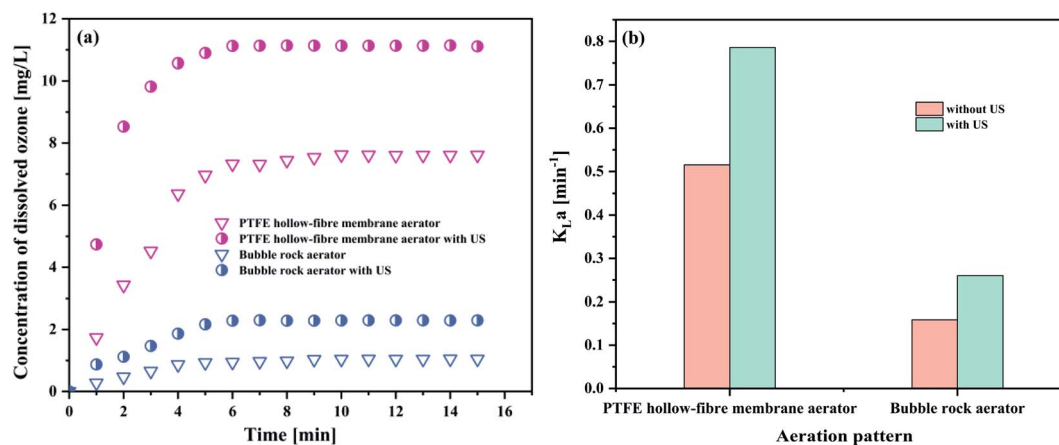 (a)
Concentration of dissolved ozone [mg/L]
12
10
8
6
4
2
0
PTFE hollow-fibre membrane aerator
PTFE hollow-fibre membrane aerator with US
Bubble rock aerator
Bubble rock aerator with US
0 2 4 6 8 10 12 14 16
Time [min]
(b)
K_La [min⁻¹]
0.8
0.7
0.6
0.5
0.4
0.3
0.2
0.1
0.0
without US
with US
PTFE hollow-fibre membrane aerator Bubble rock aerator
Aeration pattern